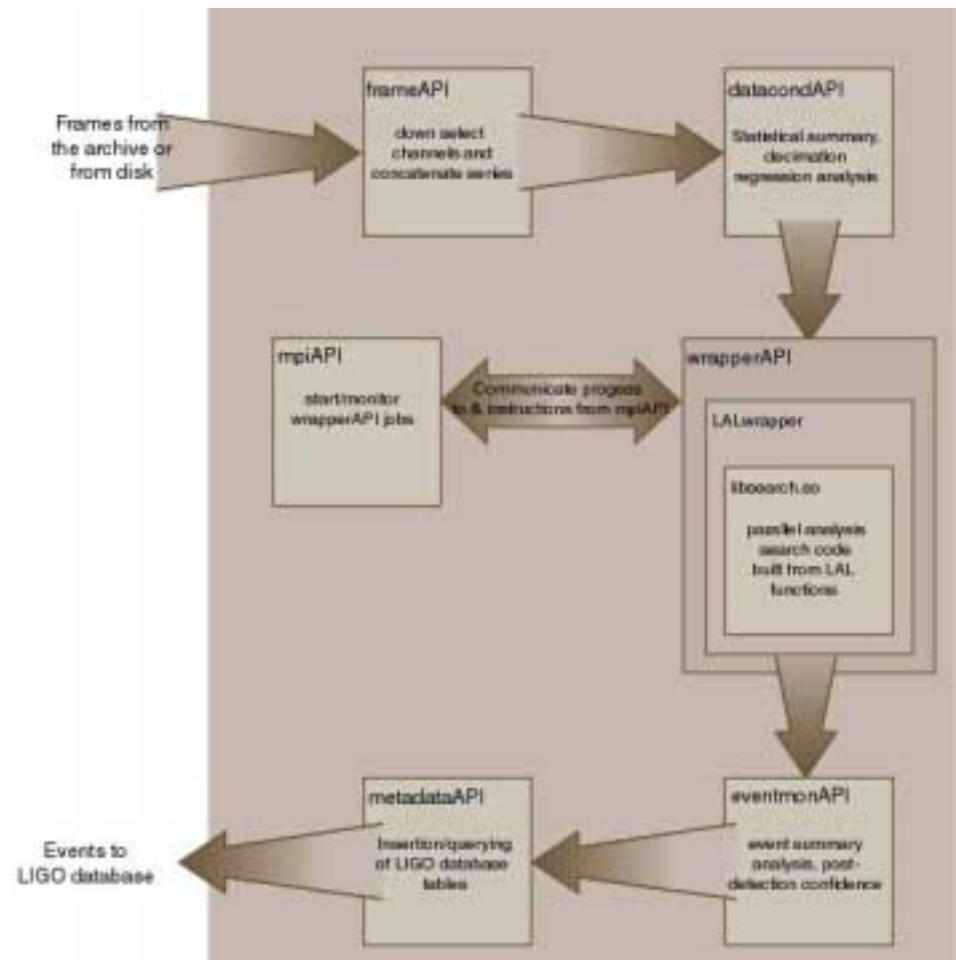 Frames from
the archive or
from disk
frameAPI
down select
channels and
concatenate series
datacondAPI
Statistical summary,
decimation
regression analysis
mpiAPI
start/monitor
wrapperAPI jobs
Communicate progess
to & instructions from mpiAPI
wrapperAPI
LALwrapper
libsearch.so
parallel analysis
search code
built from LAL
functions
eventmonAPI
event summary
analysis, post-
detection confidence
metadataAPI
Insertion/querying
of LIGO database
tables
Events to
LIGO database